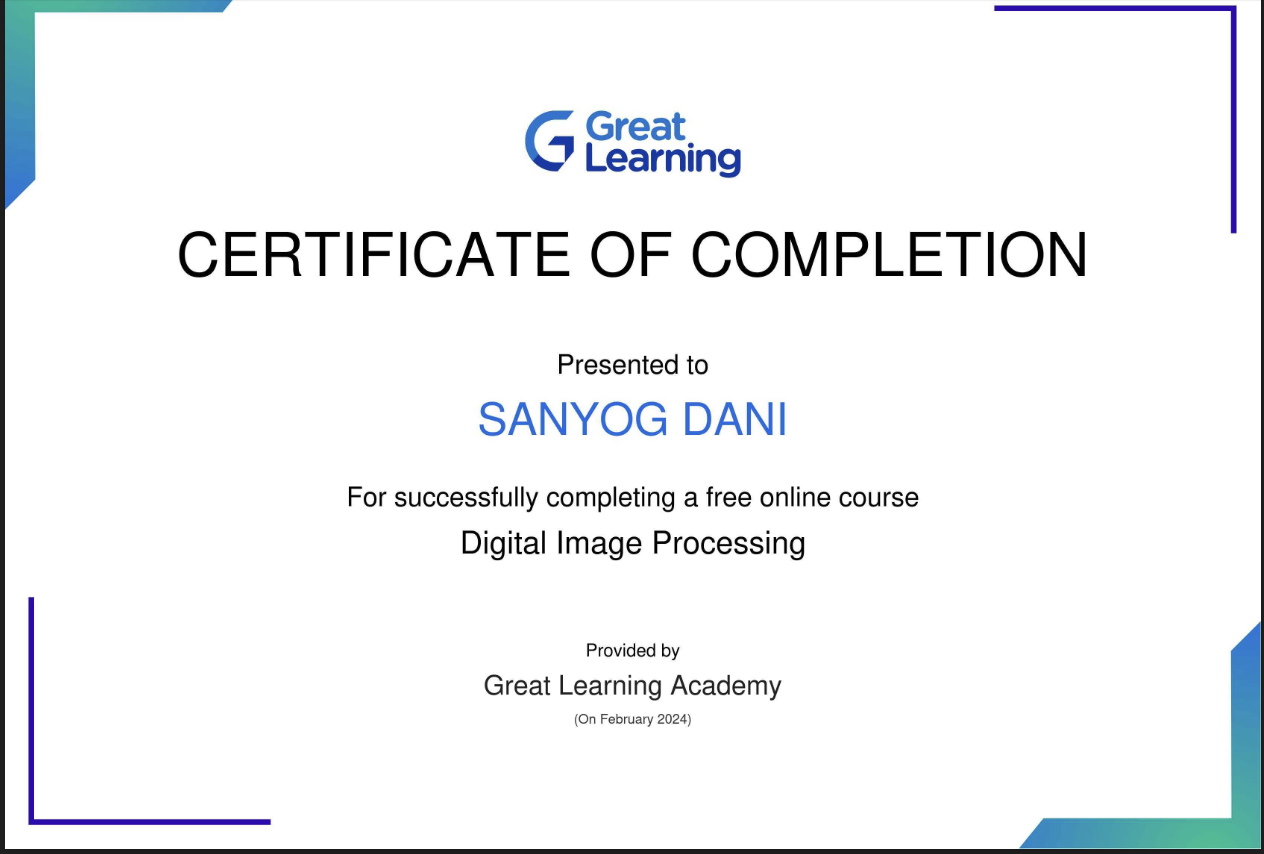 Great
Learning
CERTIFICATE OF COMPLETION
Presented to
SANYOG DANI
For successfully completing a free online course
Digital Image Processing
Provided by
Great Learning Academy
(On February 2024)